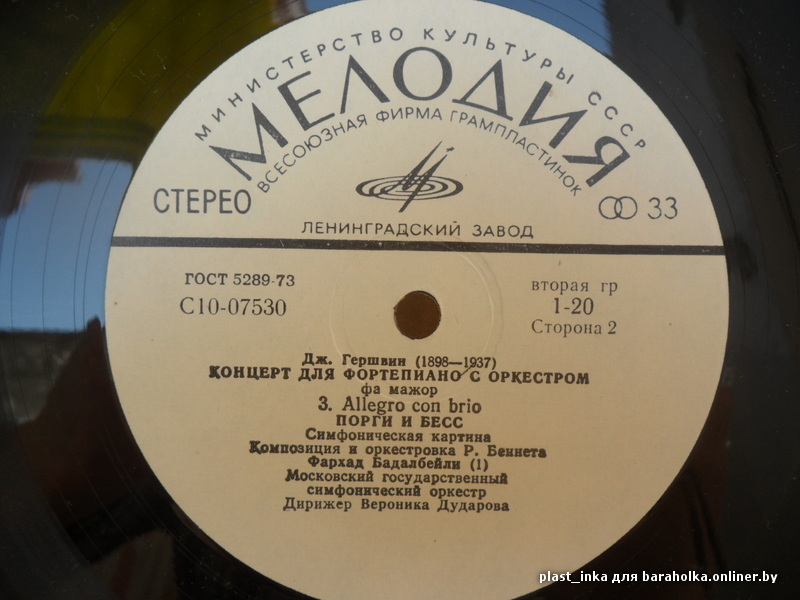 МИНИСТЕРСТВО КУЛЬТУРЫ СССР
МЕЛОДИЯ
ВСЕСОЮЗНАЯ ФИРМА ГРАМПЛАСТИНОК
СТЕРЕО
33
ЛЕНИНГРАДСКИЙ ЗАВОД
ГОСТ 5289-73
С10-07530
вторая гр
1-20
Сторона 2
Дж. Гершвин (1898—1937)
КОНЦЕРТ ДЛЯ ФОРТЕПИАНО С ОРКЕСТРОМ
фа мажор
3. Allegro con brio
ПОРГИ И БЕСС
Симфоническая картина
Композиция и оркестровка Р. Беннета
Фархад Бадалбейли (1)
Московский государственный
симфонический оркестр
Дирижер Вероника Дударова
plast_inka для baraholka.onliner.by